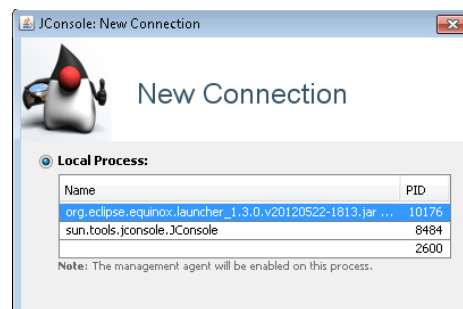 JConsole: New Connection
New Connection
Local Process:
Name PID
org.eclipse.equinox.launcher_1.3.0.v20120522-1813.jar ... 10176
sun.tools.jconsole.JConsole 8484
2600
Note: The management agent will be enabled on this process.